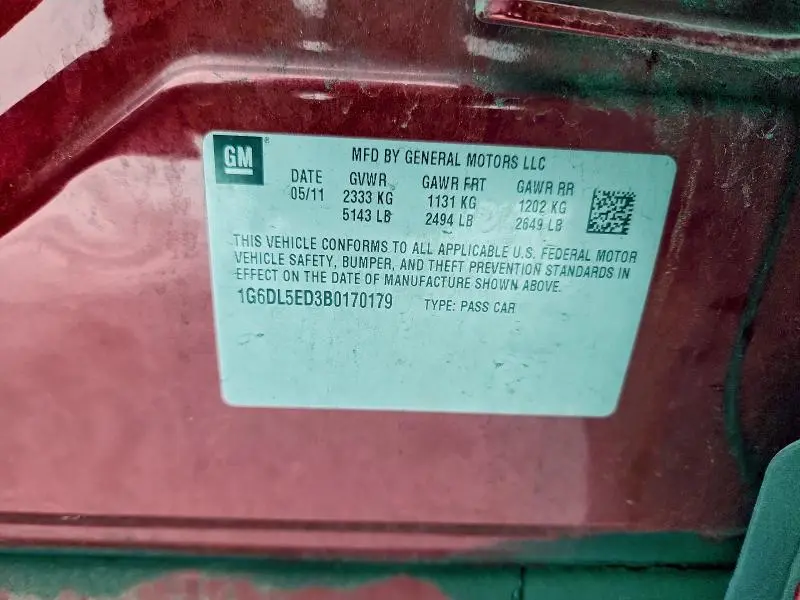 GM
MFD BY GENERAL MOTORS LLC
DATE GVWR GAWR FRT GAWR RR
05/11 2333 KG 1131 KG 1202 KG
5143 LB 2494 LB 2649 LB
THIS VEHICLE CONFORMS TO ALL APPLICABLE U.S. FEDERAL MOTOR
VEHICLE SAFETY, BUMPER, AND THEFT PREVENTION STANDARDS IN
EFFECT ON THE DATE OF MANUFACTURE SHOWN ABOVE.
1G6DL5ED3B0170179 TYPE: PASS CAR